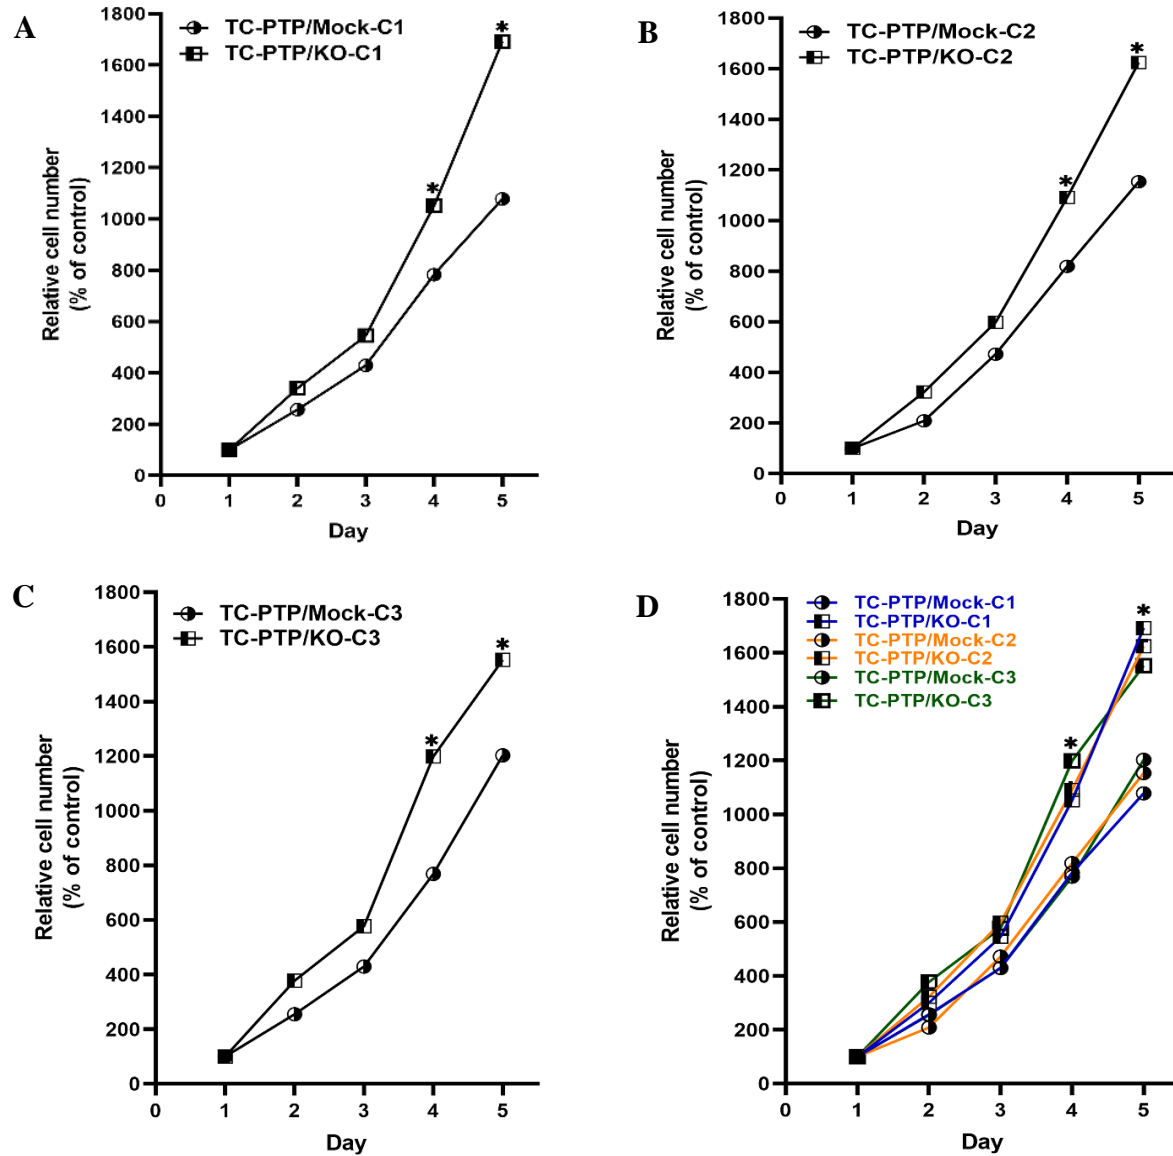 A
TC-PTP/Mock-C1
TC-PTP/KO-C1
Relative cell number
(% of control)
1800
1600
1400
1200
1000
800
600
400
200
0
*
*
0 1 2 3 4 5
Day
B
TC-PTP/Mock-C2
TC-PTP/KO-C2
Relative cell number
(% of control)
1800
1600
1400
1200
1000
800
600
400
200
0
*
*
0 1 2 3 4 5
Day
C
TC-PTP/Mock-C3
TC-PTP/KO-C3
Relative cell number
(% of control)
1800
1600
1400
1200
1000
800
600
400
200
0
*
*
0 1 2 3 4 5
Day
D
TC-PTP/Mock-C1
TC-PTP/KO-C1
TC-PTP/Mock-C2
TC-PTP/KO-C2
TC-PTP/Mock-C3
TC-PTP/KO-C3
Relative cell number
(% of control)
1800
1600
1400
1200
1000
800
600
400
200
0
*
*
0 1 2 3 4 5
Day